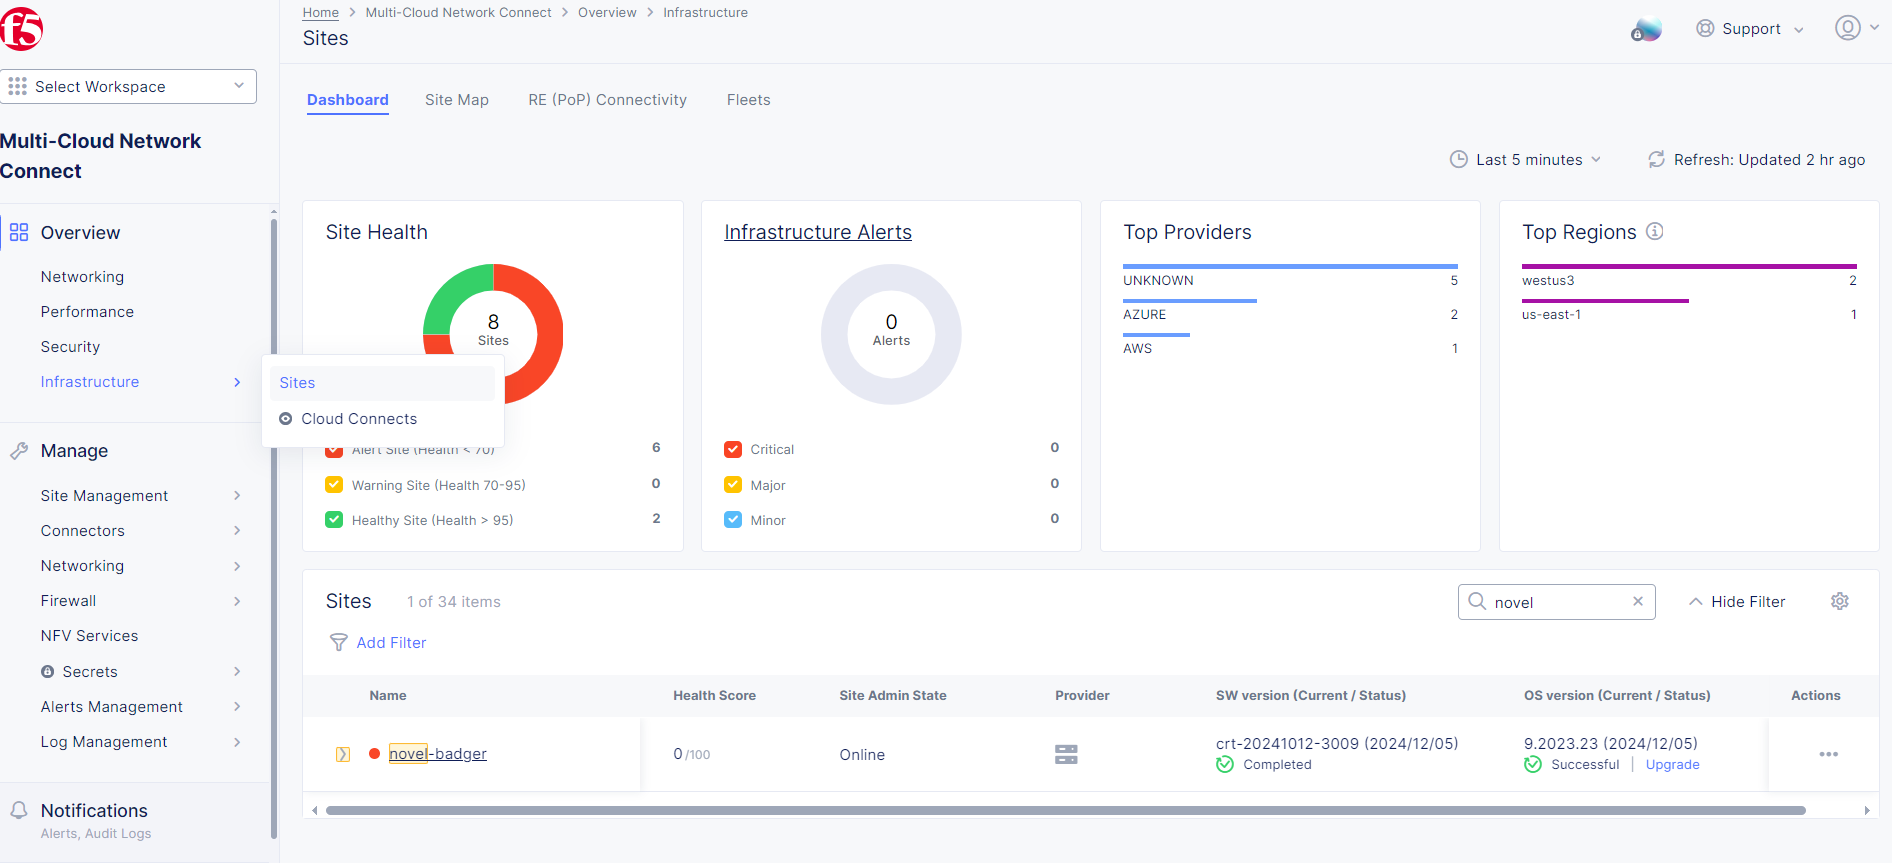 f5
Select Workspace
Multi-Cloud Network
Connect
Overview
Networking
Performance
Security
Infrastructure
Sites
Cloud Connects
Manage
Site Management
Connectors
Networking
Firewall
NFV Services
Secrets
Alerts Management
Log Management
Notifications
Alerts, Audit Logs
Home > Multi-Cloud Network Connect > Overview > Infrastructure
Sites
Support
Dashboard Site Map RE (PoP) Connectivity Fleets
Last 5 minutes Refresh: Updated 2 hr ago
Site Health
8
Sites
Alert Site (Health < 70) 6
Warning Site (Health 70-95) 0
Healthy Site (Health > 95) 2
Infrastructure Alerts
0
Alerts
Critical 0
Major 0
Minor 0
Top Providers
UNKNOWN 5
AZURE 2
AWS 1
Top Regions
westus3 2
us-east-1 1
Sites 1 of 34 items novel Hide Filter
Add Filter
Name Health Score Site Admin State Provider SW version (Current / Status) OS version (Current / Status) Actions
novel-badger 0 /100 Online crt-20241012-3009 (2024/12/05) 9.2023.23 (2024/12/05)
Completed Successful | Upgrade